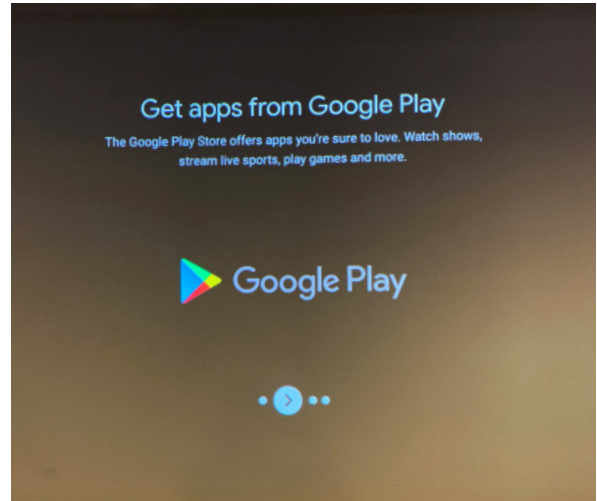 Get apps from Google Play
The Google Play Store offers apps you're sure to love. Watch shows,
stream live sports, play games and more.
Google Play